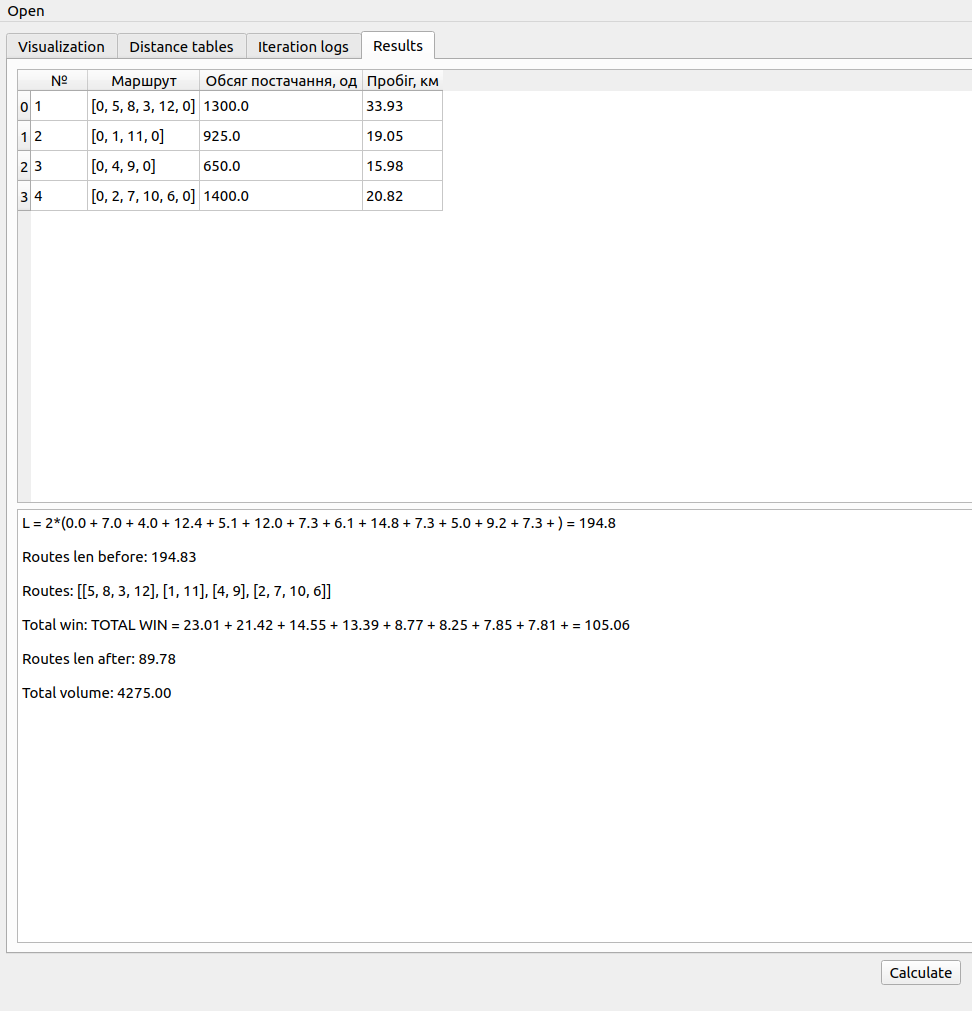 Open
Visualization Distance tables Iteration logs Results
№ Маршрут Обсяг постачання, од Пробіг, км
0 1 [0, 5, 8, 3, 12, 0] 1300.0 33.93
1 2 [0, 1, 11, 0] 925.0 19.05
2 3 [0, 4, 9, 0] 650.0 15.98
3 4 [0, 2, 7, 10, 6, 0] 1400.0 20.82
L = 2*(0.0 + 7.0 + 4.0 + 12.4 + 5.1 + 12.0 + 7.3 + 6.1 + 14.8 + 7.3 + 5.0 + 9.2 + 7.3 + ) = 194.8
Routes len before: 194.83
Routes: [[5, 8, 3, 12], [1, 11], [4, 9], [2, 7, 10, 6]]
Total win: TOTAL WIN = 23.01 + 21.42 + 14.55 + 13.39 + 8.77 + 8.25 + 7.85 + 7.81 + = 105.06
Routes len after: 89.78
Total volume: 4275.00
Calculate